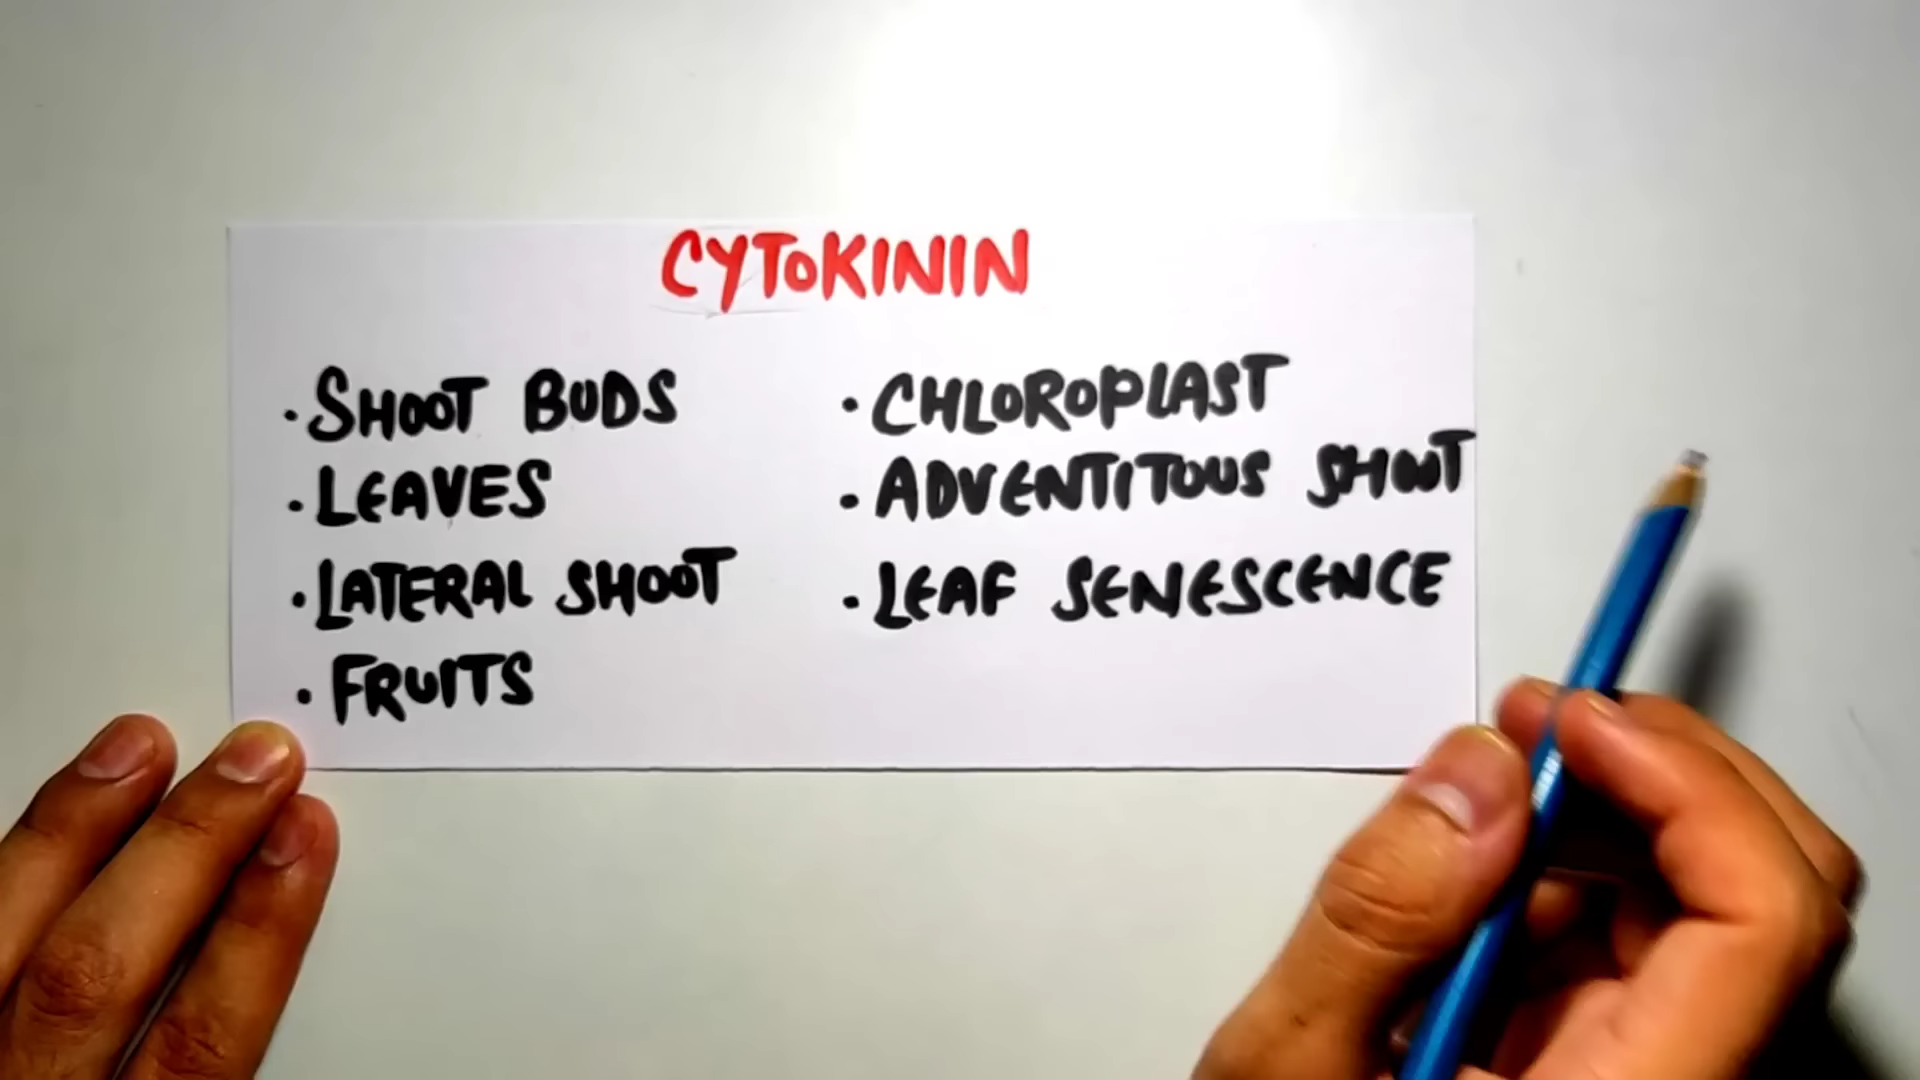 CYTOKININ
. SHOOT BUDS
. LEAVES
. LATERAL SHOOT
. FRUITS
. CHLOROPLAST
. ADVENTITOUS SHOOT
. LEAF SENESCENCE